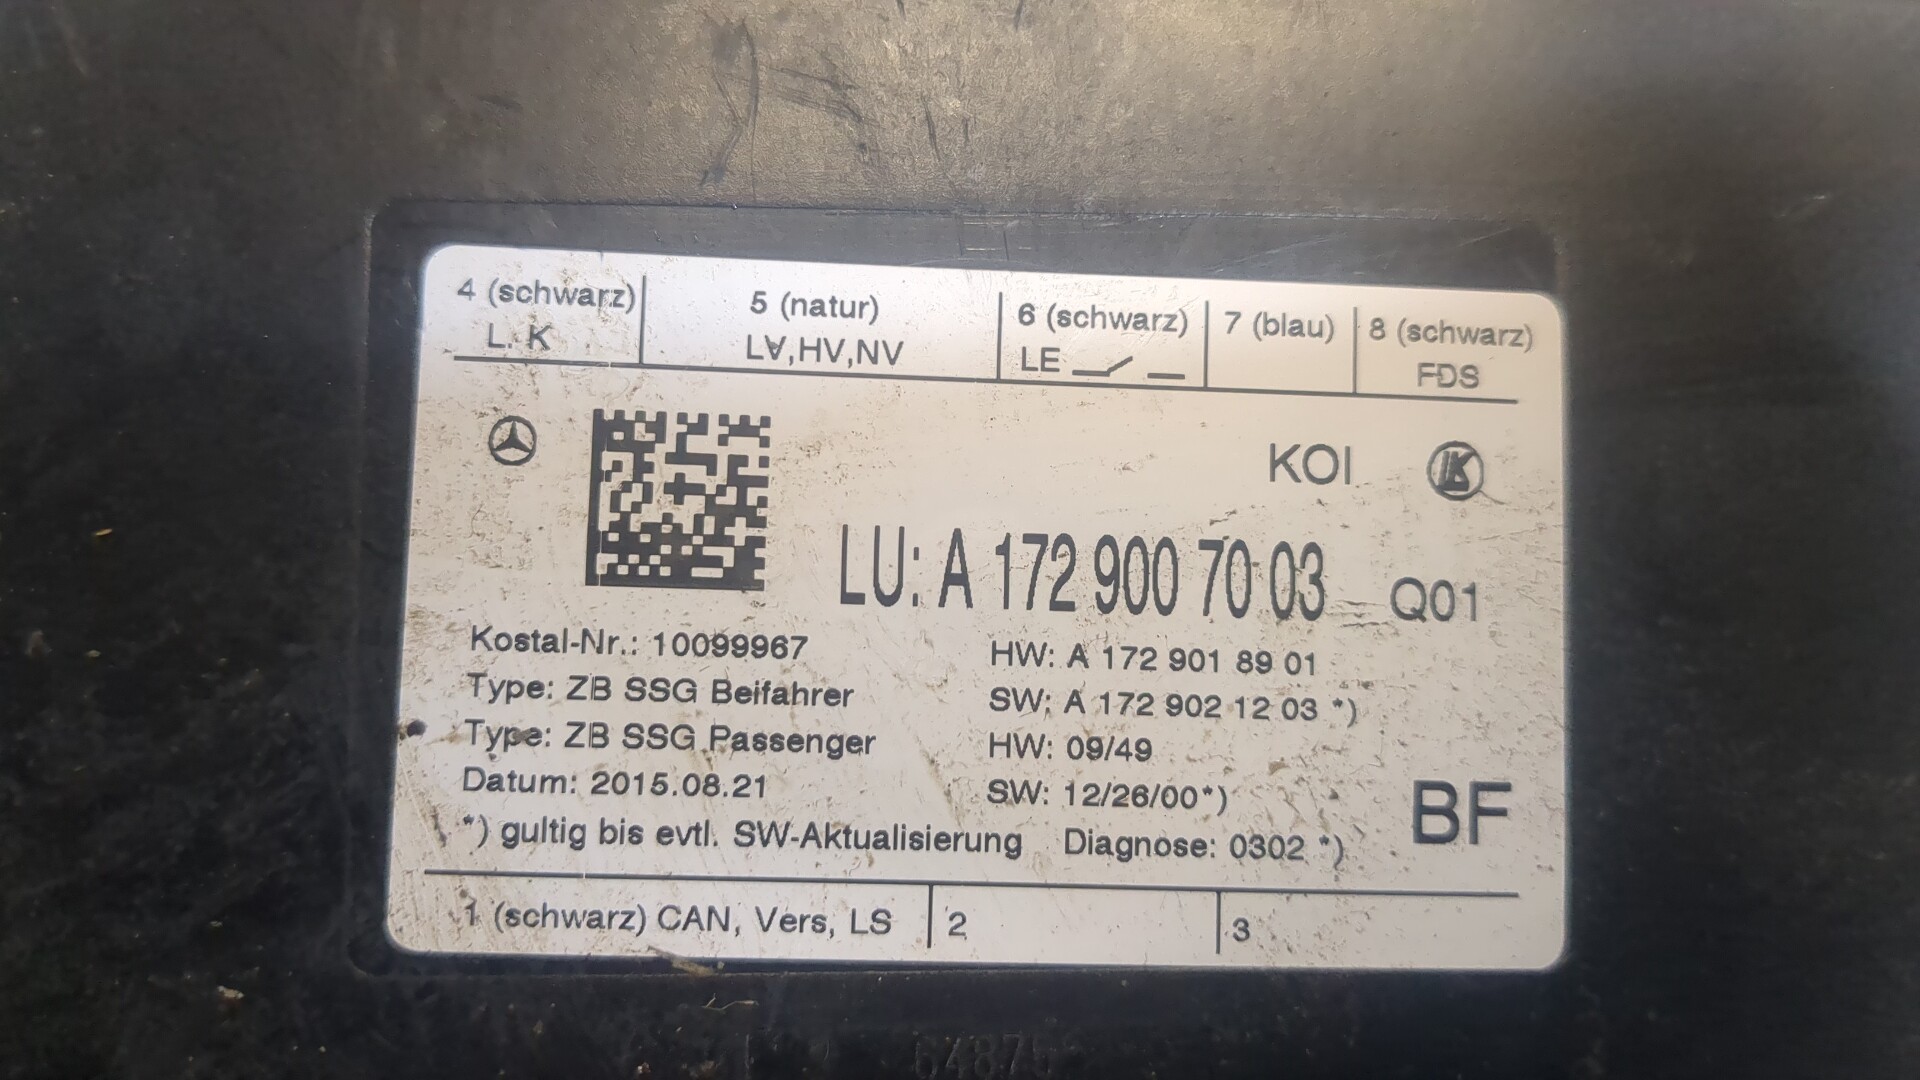 4 (schwarz)
L. K
5 (natur)
LV,HV,NV
6 (schwarz)
LE
7 (blau)
8 (schwarz)
FDS
KOI
LU: A 172 900 70 03 Q01
Kostal-Nr.: 10099967
Type: ZB SSG Beifahrer
Type: ZB SSG Passenger
Datum: 2015.08.21
HW: A 172 901 89 01
SW: A 172 902 12 03 *)
HW: 09/49
SW: 12/26/00*)
*) gultig bis evtl. SW-Aktualisierung Diagnose: 0302 *)
BF
1 (schwarz) CAN, Vers, LS
2
3